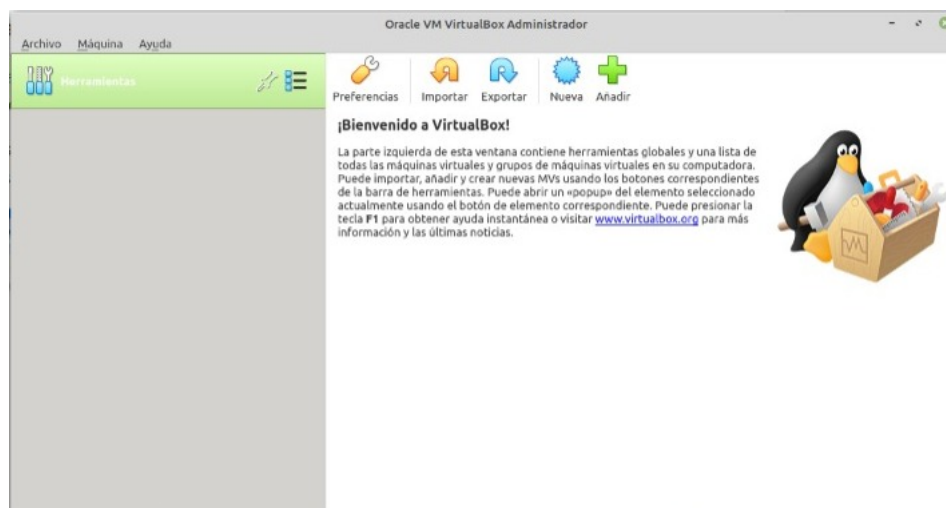 Oracle VM VirtualBox Administrador
Archivo Máquina Ayuda
Herramientas
Preferencias Importar Exportar Nueva Añadir
¡Bienvenido a VirtualBox!
La parte izquierda de esta ventana contiene herramientas globales y una lista de
todas las máquinas virtuales y grupos de máquinas virtuales en su computadora.
Puede importar, añadir y crear nuevas MVs usando los botones correspondientes
de la barra de herramientas. Puede abrir un «popup» del elemento seleccionado
actualmente usando el botón de elemento correspondiente. Puede presionar la
tecla F1 para obtener ayuda instantánea o visitar www.virtualbox.org para más
información y las últimas noticias.